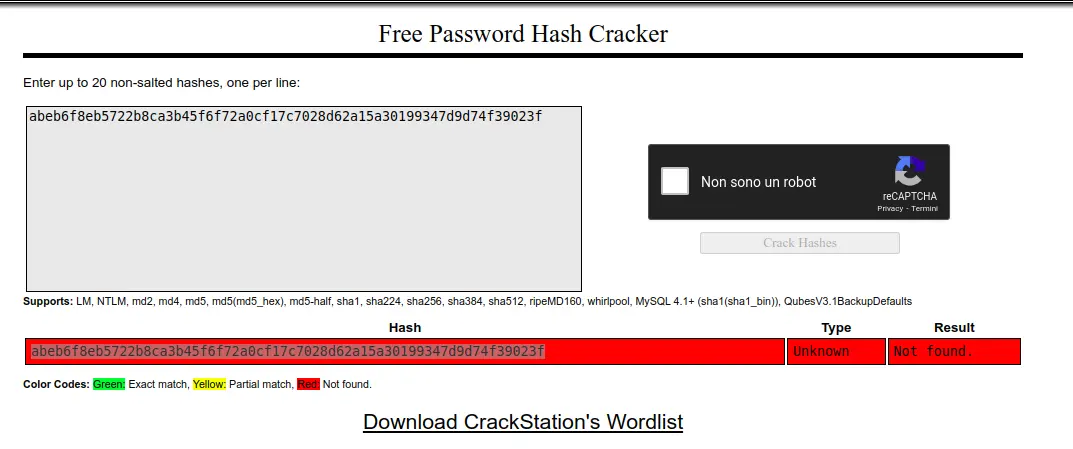 Free Password Hash Cracker
Enter up to 20 non-salted hashes, one per line:
abeb6f8eb5722b8ca3b45f6f72a0cf17c7028d62a15a30199347d9d74f39023f
Non sono un robot
reCAPTCHA
Privacy - Termini
Crack Hashes
Supports: LM, NTLM, md2, md4, md5, md5(md5_hex), md5-half, sha1, sha224, sha256, sha384, sha512, ripeMD160, whirlpool, MySQL 4.1+ (sha1(sha1_bin)), QubesV3.1BackupDefaults
Hash Type Result
abeb6f8eb5722b8ca3b45f6f72a0cf17c7028d62a15a30199347d9d74f39023f Unknown Not found.
Color Codes: Green: Exact match, Yellow: Partial match, Red: Not found.
Download CrackStation's Wordlist